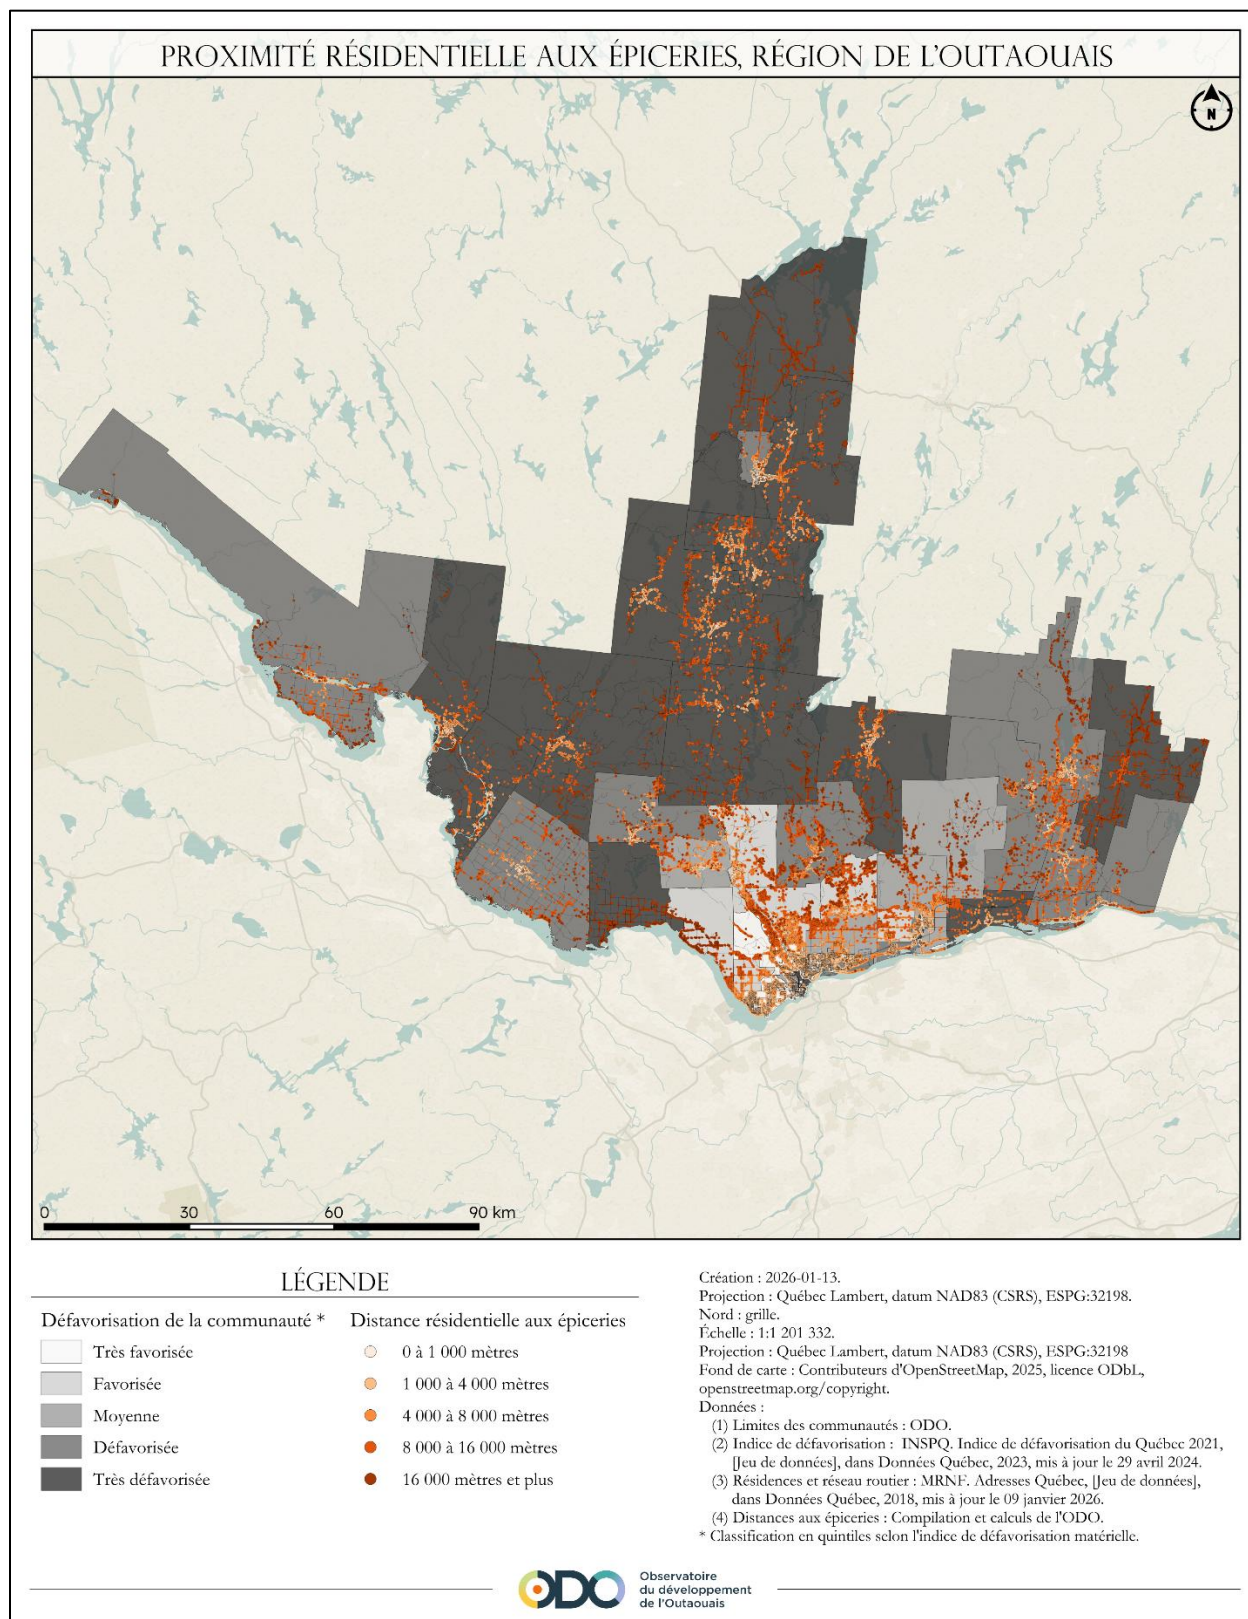 PROXIMITÉ RÉSIDENTIELLE AUX ÉPICERIES, RÉGION DE L'OUTAOUAIS
N
0 30 60 90 km
LÉGENDE
Défavorisation de la communauté *
Très favorisée
Favorisée
Moyenne
Défavorisée
Très défavorisée
Distance résidentielle aux épiceries
0 à 1 000 mètres
1 000 à 4 000 mètres
4 000 à 8 000 mètres
8 000 à 16 000 mètres
16 000 mètres et plus
Création : 2026-01-13.
Projection : Québec Lambert, datum NAD83 (CSRS), ESPG:32198.
Nord : grille.
Échelle : 1:1 201 332.
Projection : Québec Lambert, datum NAD83 (CSRS), ESPG:32198
Fond de carte : Contributeurs d'OpenStreetMap, 2025, licence ODbL,
openstreetmap.org/copyright.
Données :
(1) Limites des communautés : ODO.
(2) Indice de défavorisation : INSPQ. Indice de défavorisation du Québec 2021,
[Jeu de données], dans Données Québec, 2023, mis à jour le 29 avril 2024.
(3) Résidences et réseau routier : MRNF. Adresses Québec, [Jeu de données],
dans Données Québec, 2018, mis à jour le 09 janvier 2026.
(4) Distances aux épiceries : Compilation et calculs de l'ODO.
* Classification en quintiles selon l'indice de défavorisation matérielle.
ODO
Observatoire
du développement
de l'Outaouais